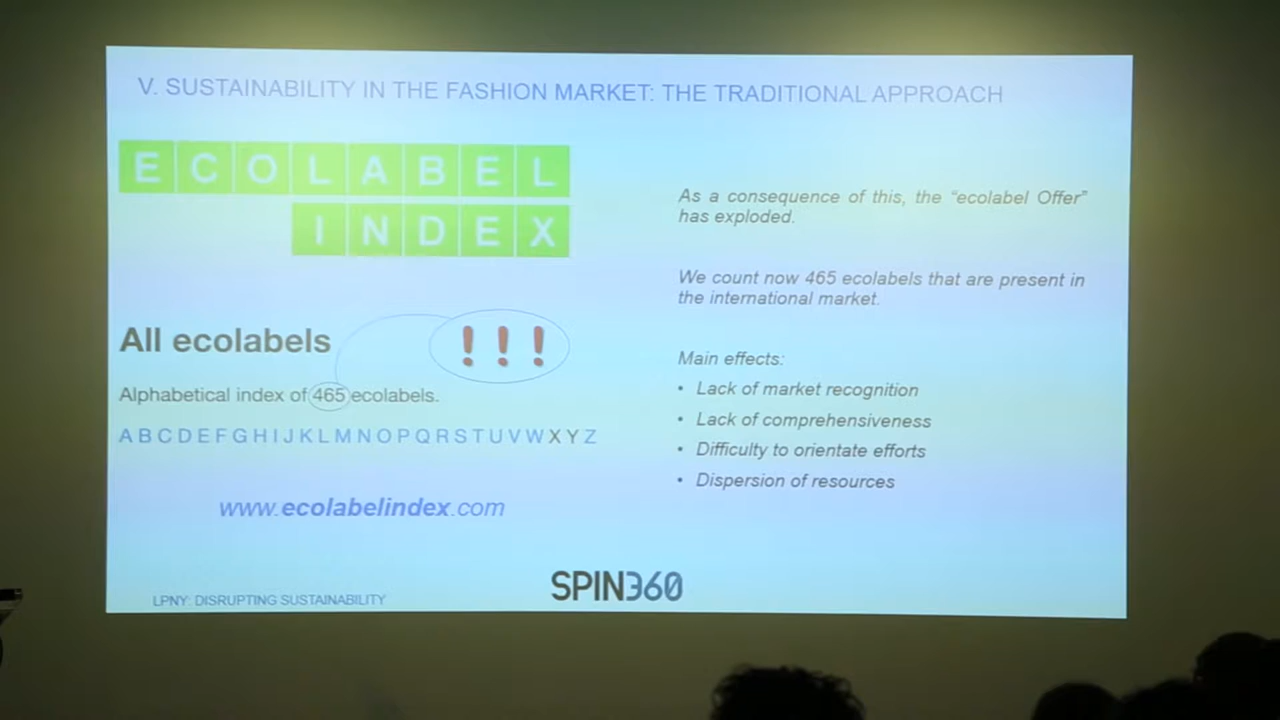 V. SUSTAINABILITY IN THE FASHION MARKET: THE TRADITIONAL APPROACH
ECOLABEL
INDEX
All ecolabels
!!!
Alphabetical index of 465 ecolabels.
A B C D E F G H I J K L M N O P Q R S T U V W X Y Z
www.ecolabelindex.com
As a consequence of this, the “ecolabel Offer”
has exploded.
We count now 465 ecolabels that are present in
the international market.
Main effects:
• Lack of market recognition
• Lack of comprehensiveness
• Difficulty to orientate efforts
• Dispersion of resources
LPNY: DISRUPTING SUSTAINABILITY
SPIN360